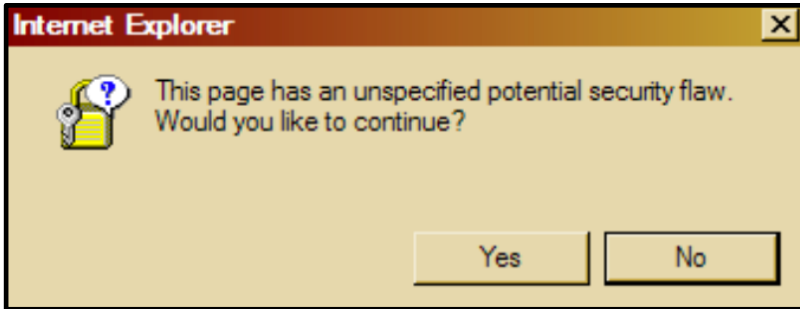 Internet Explorer
This page has an unspecified potential security flaw.
Would you like to continue?
Yes
No